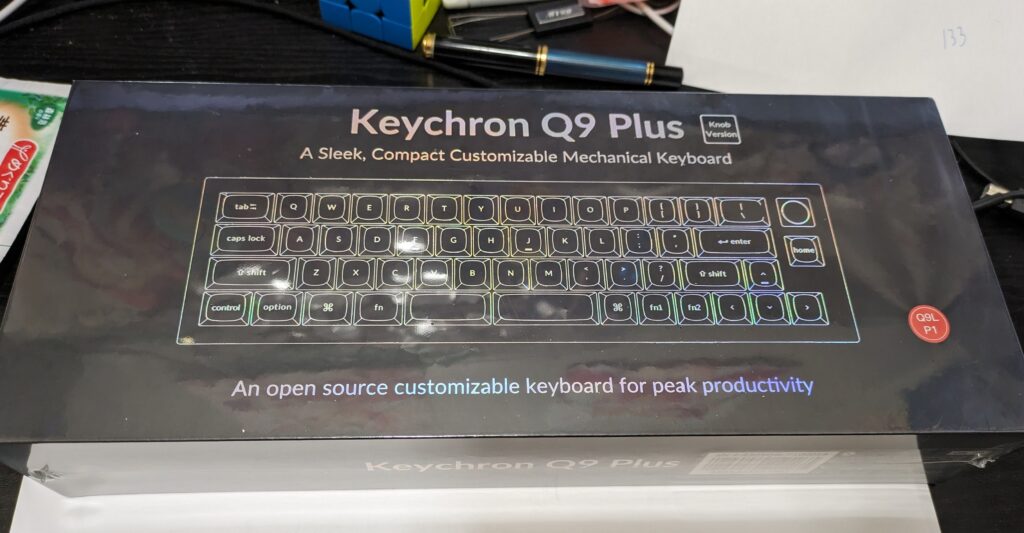 133
Keychron Q9 Plus
Knob
Version
A Sleek, Compact Customizable Mechanical Keyboard
tab Q W E R T Y U I O P { [ } ] | \
caps lock A S D F G H J K L : ; " ' enter home
shift Z X C V B N M < , > . ? / shift ^
control option ⌘ fn ⌘ fn1 fn2 < ⌄ >
Q9L
P1
An open source customizable keyboard for peak productivity
Keychron Q9 Plus